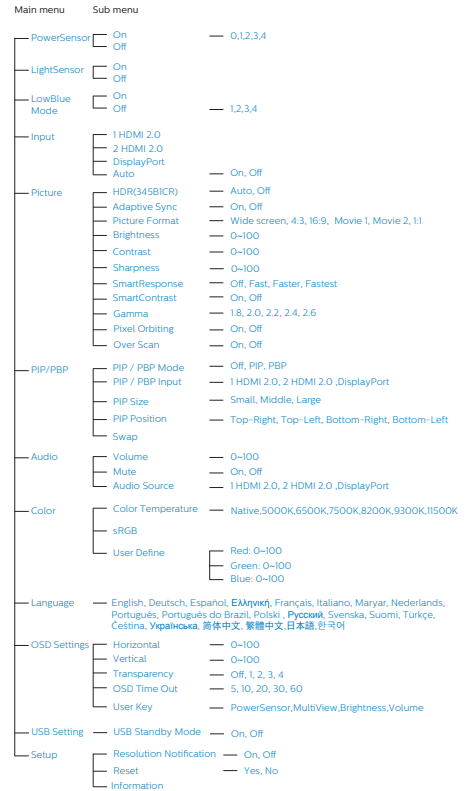 Main menu Sub menu
PowerSensor On 0,1,2,3,4
Off
LightSensor On
Off
LowBlue Mode On
Off 1,2,3,4
Input 1 HDMI 2.0
2 HDMI 2.0
DisplayPort
Auto On, Off
Picture HDR(345B1CR) Auto, Off
Adaptive Sync On, Off
Picture Format Wide screen, 4:3, 16:9, Movie 1, Movie 2, 1:1
Brightness 0~100
Contrast 0~100
Sharpness 0~100
SmartResponse Off, Fast, Faster, Fastest
SmartContrast On, Off
Gamma 1.8, 2.0, 2.2, 2.4, 2.6
Pixel Orbiting On, Off
Over Scan On, Off
PIP/PBP PIP / PBP Mode Off, PIP, PBP
PIP / PBP Input 1 HDMI 2.0, 2 HDMI 2.0 ,DisplayPort
PIP Size Small, Middle, Large
PIP Position Top-Right, Top-Left, Bottom-Right, Bottom-Left
Swap
Audio Volume 0~100
Mute On, Off
Audio Source 1 HDMI 2.0, 2 HDMI 2.0 ,DisplayPort
Color Color Temperature Native,5000K,6500K,7500K,8200K,9300K,11500K
sRGB
User Define Red: 0~100
Green: 0~100
Blue: 0~100
Language English, Deutsch, Español, Ελληνική, Français, Italiano, Maryar, Nederlands,
Português, Português do Brazil, Polski , Русский, Svenska, Suomi, Türkçe,
Čeština, Українська, 简体中文, 繁體中文,日本語,한국어
OSD Settings Horizontal 0~100
Vertical 0~100
Transparency Off, 1, 2, 3, 4
OSD Time Out 5, 10, 20, 30, 60
User Key PowerSensor,MultiView,Brightness,Volume
USB Setting USB Standby Mode On, Off
Setup Resolution Notification On, Off
Reset Yes, No
Information